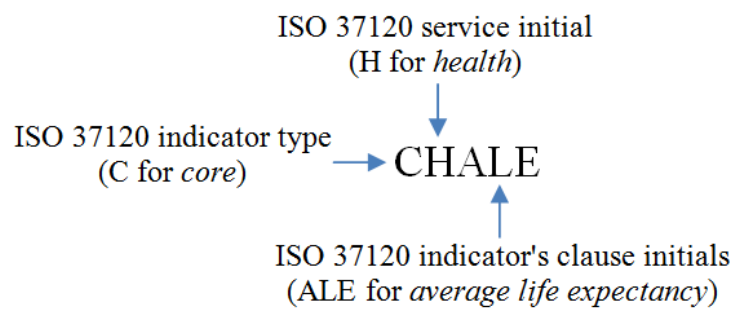 ISO 37120 service initial
(H for health)
ISO 37120 indicator type
(C for core)
CHALE
ISO 37120 indicator's clause initials
(ALE for average life expectancy)